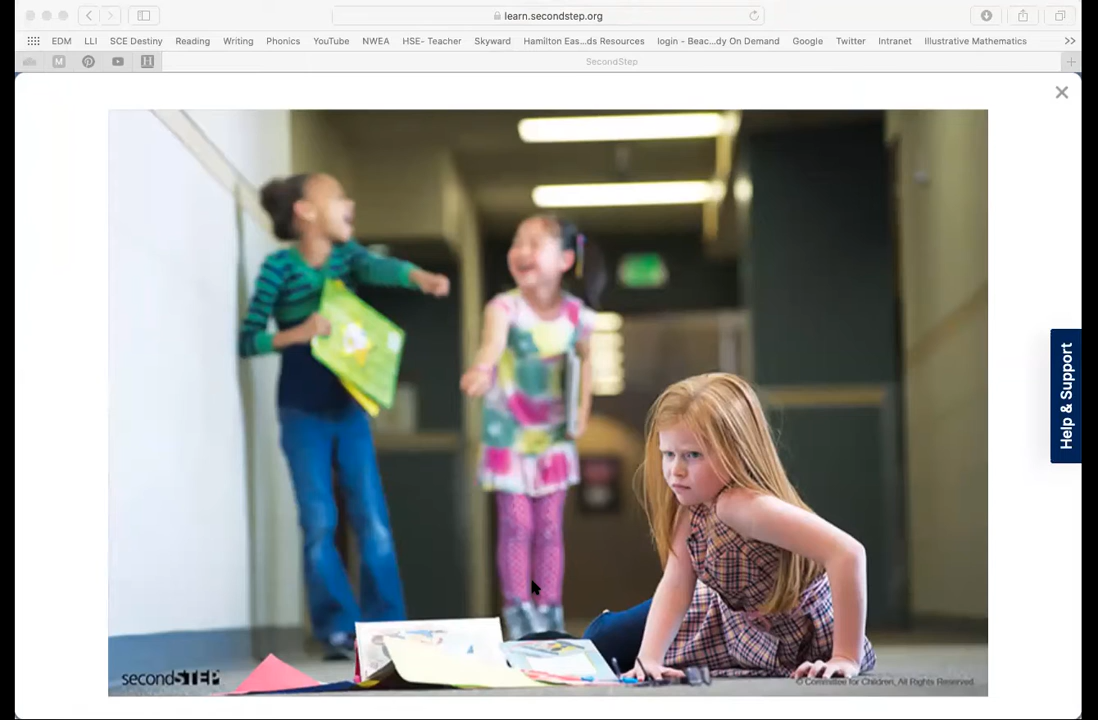 learn.secondstep.org
EDM LLI SCE Destiny Reading Writing Phonics YouTube NWEA HSE- Teacher Skyward Hamilton Eas...ds Resources login - Beac...dy On Demand Google Twitter Intranet Illustrative Mathematics >>
M H SecondStep +
Help & Support
secondSTEP
© Committee for Children, All Rights Reserved.